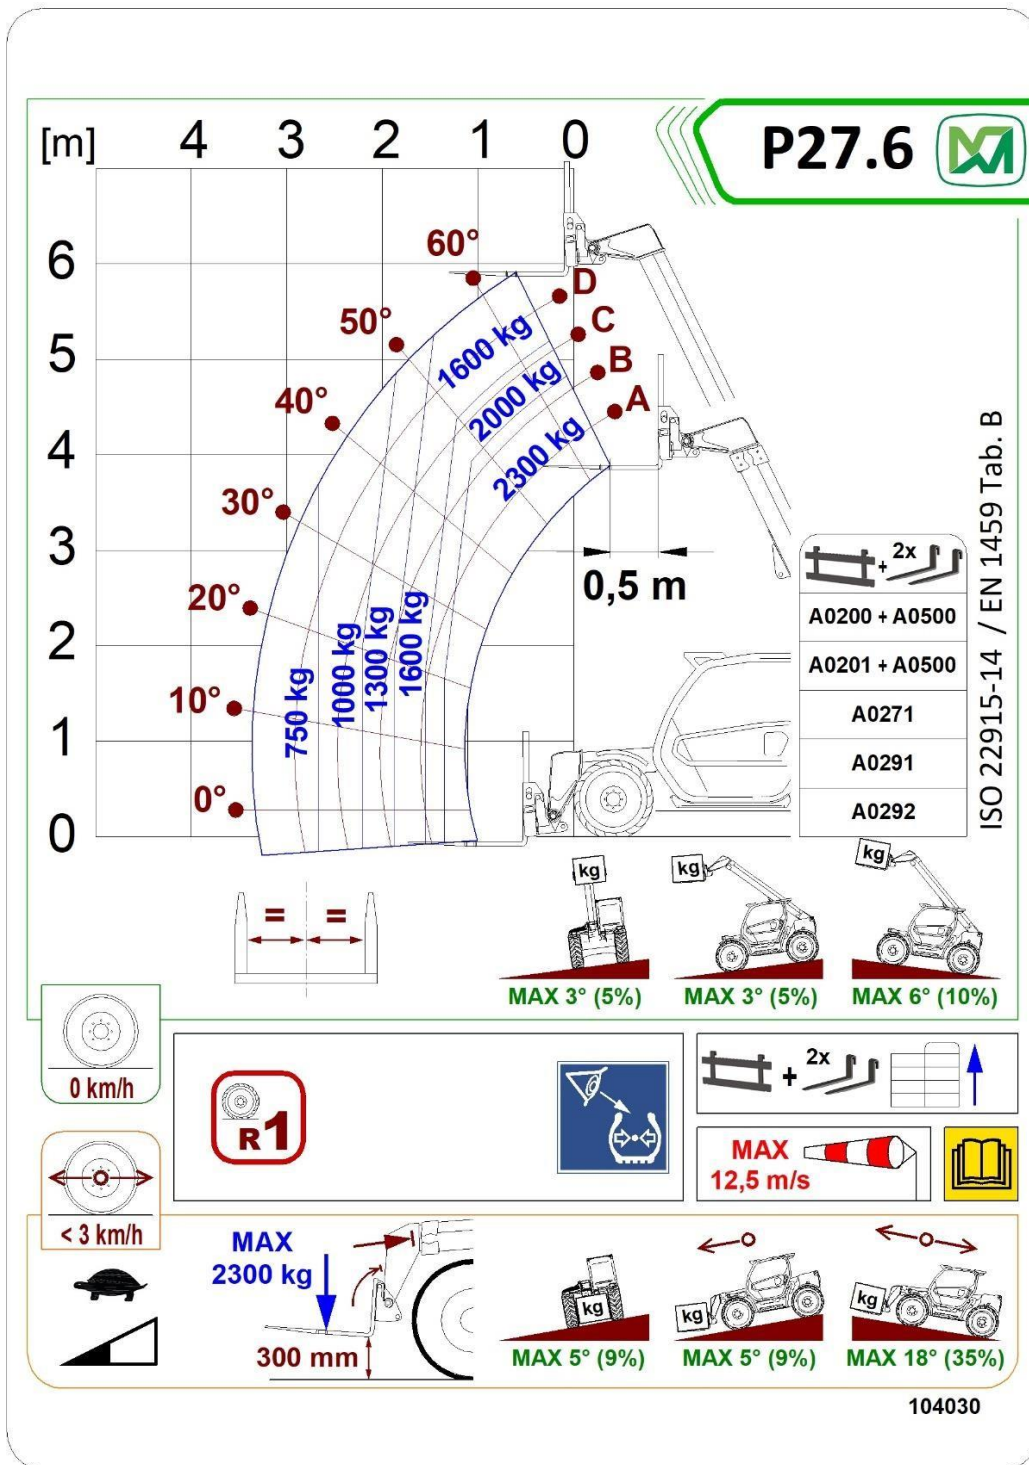 P27.6
[m] 4 3 2 1 0
6
5
4
3
2
1
0
60°
50°
40°
30°
20°
10°
0°
D
C
B
A
1600 kg
2000 kg
2300 kg
750 kg
1000 kg
1300 kg
1600 kg
0,5 m
+ 2x
A0200 + A0500
A0201 + A0500
A0271
A0291
A0292
ISO 22915-14 / EN 1459 Tab. B
= =
kg
kg
kg
MAX 3° (5%)
MAX 3° (5%)
MAX 6° (10%)
0 km/h
R1
+ 2x
MAX
12,5 m/s
< 3 km/h
MAX
2300 kg
300 mm
kg
kg
kg
MAX 5° (9%)
MAX 5° (9%)
MAX 18° (35%)
104030